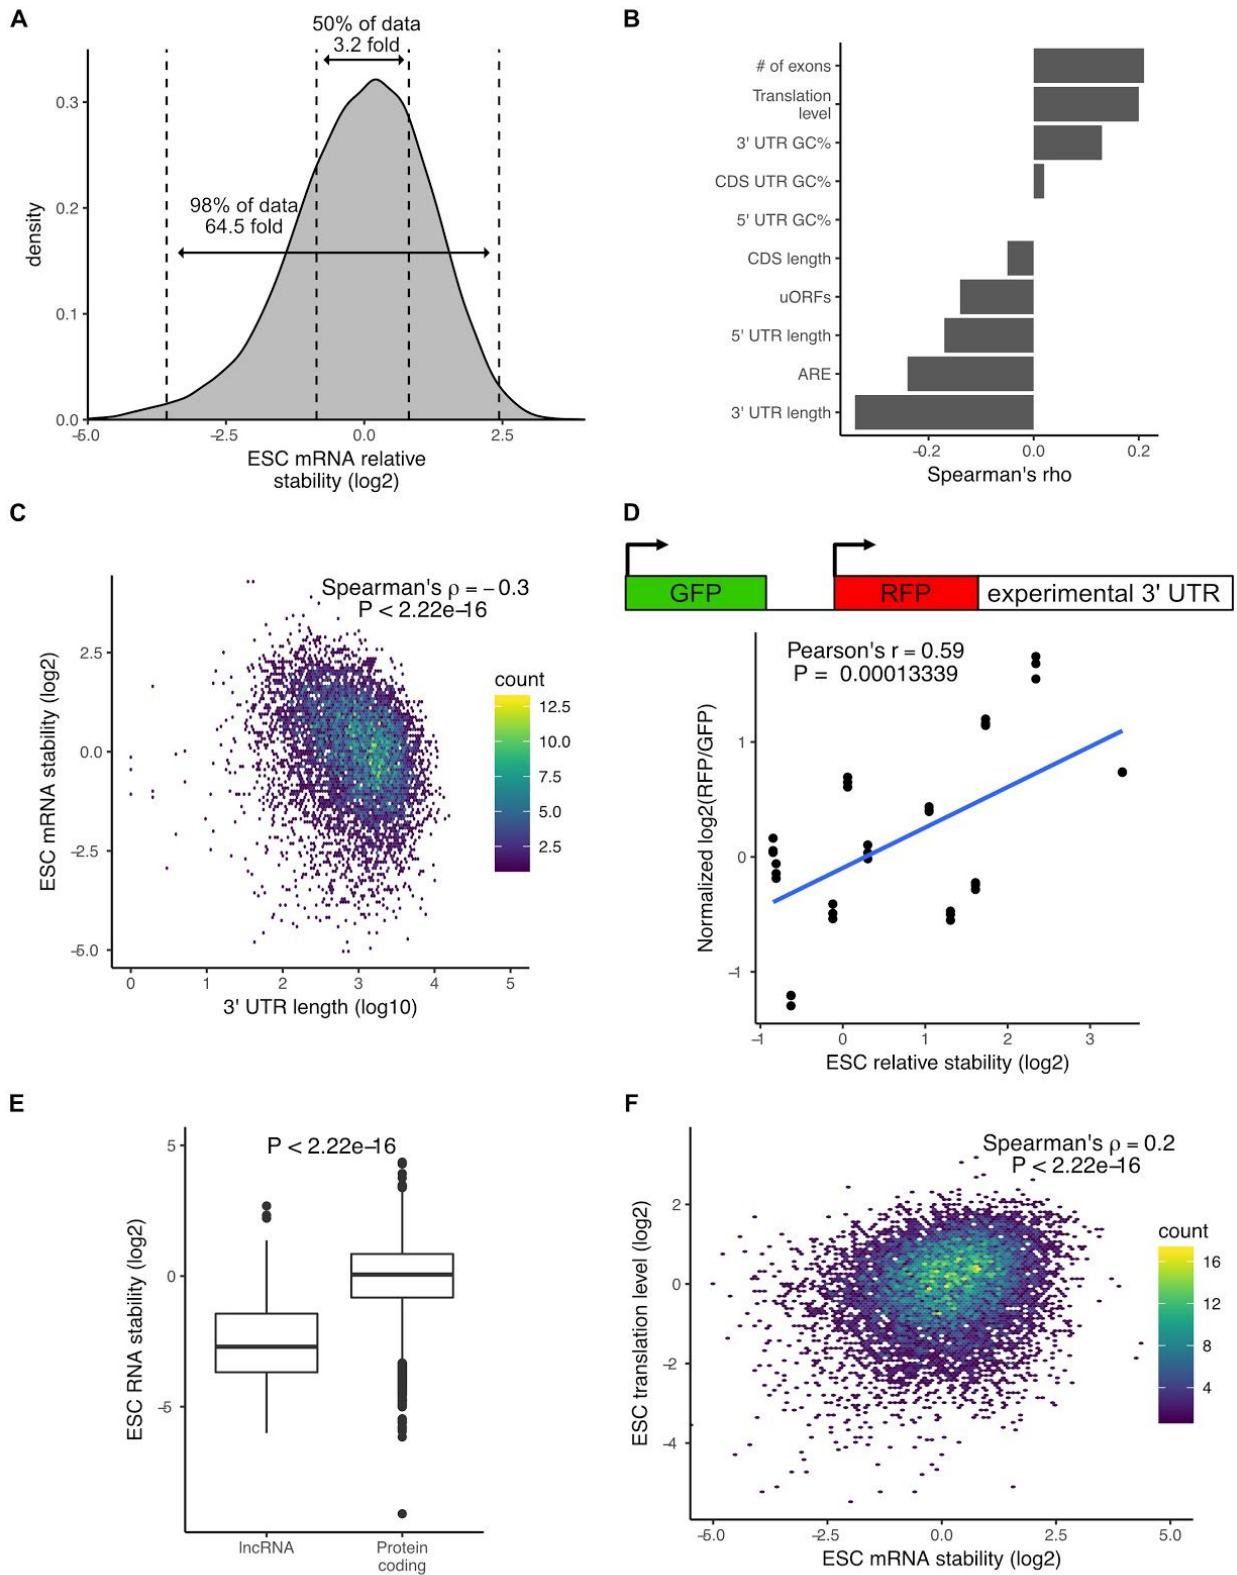 A
50% of data
3.2 fold
98% of data
64.5 fold
density
0.3
0.2
0.1
0.0
-5.0
-2.5
0.0
2.5
ESC mRNA relative
stability (log2)
B
# of exons
Translation
level
3' UTR GC%
CDS UTR GC%
5' UTR GC%
CDS length
uORFs
5' UTR length
ARE
3' UTR length
-0.2
0.0
0.2
Spearman's rho
C
Spearman's ρ = – 0.3
P < 2.22e–16
ESC mRNA stability (log2)
2.5
0.0
-2.5
-5.0
0
1
2
3
4
5
3' UTR length (log10)
count
12.5
10.0
7.5
5.0
2.5
D
GFP
RFP
experimental 3' UTR
Pearson's r = 0.59
P = 0.00013339
Normalized log2(RFP/GFP)
1
0
-1
-1
0
1
2
3
ESC relative stability (log2)
E
P < 2.22e–16
ESC RNA stability (log2)
5
0
-5
lncRNA
Protein
coding
F
Spearman's ρ = 0.2
P < 2.22e–16
ESC translation level (log2)
2
0
-2
-4
-5.0
-2.5
0.0
2.5
5.0
ESC mRNA stability (log2)
count
16
12
8
4